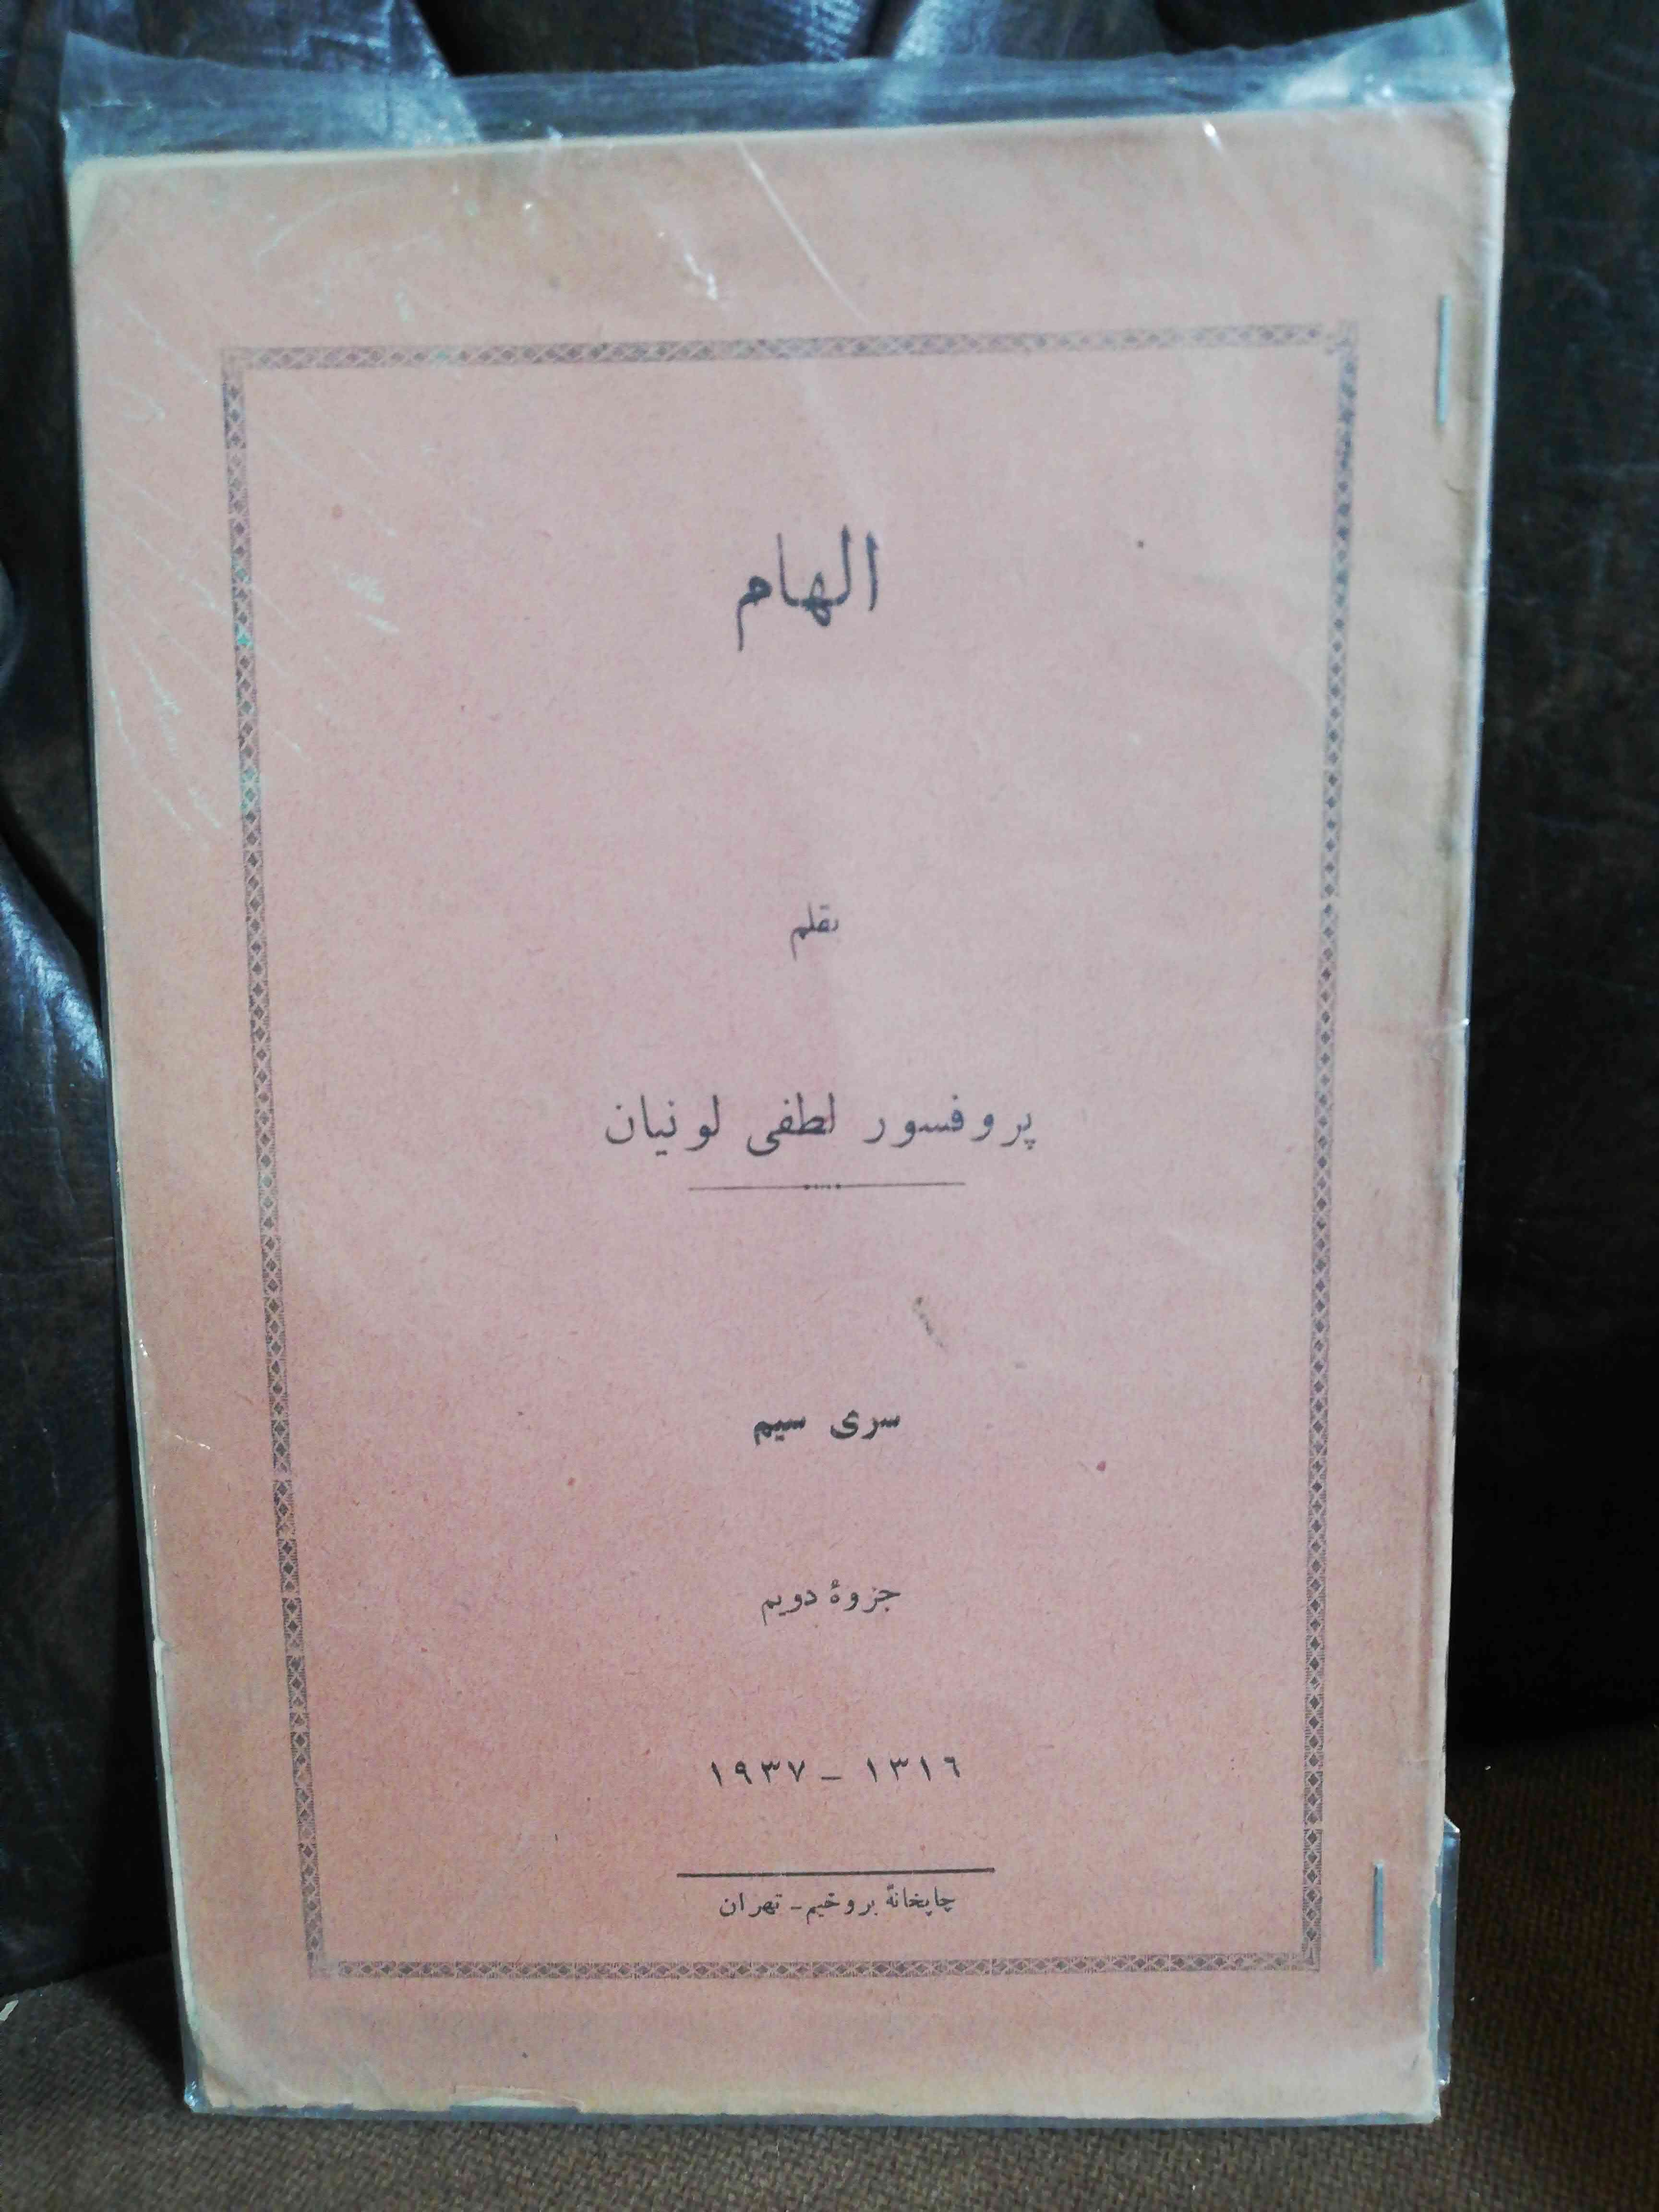 الهام
بقلم
پروفسور لطفی لونیان
سری سیم
جزوهٔ دویم
۱۳۱۶ – ۱۹۳۷
چاپخانهٔ بروخیم - تهران